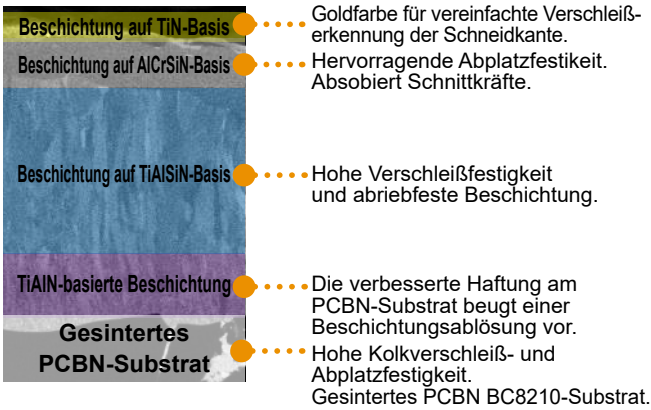 Beschichtung auf TiN-Basis
Goldfarbe für vereinfachte Verschleiß-
erkennung der Schneidkante.
Beschichtung auf AlCrSiN-Basis
Hervorragende Abplatzfestikeit.
Absobiert Schnittkräfte.
Beschichtung auf TiAlSiN-Basis
Hohe Verschleißfestigkeit
und abriebfeste Beschichtung.
TiAlN-basierte Beschichtung
Die verbesserte Haftung am
PCBN-Substrat beugt einer
Beschichtungsablösung vor.
Gesintertes
PCBN-Substrat
Hohe Kolkverschleiß- und
Abplatzfestigkeit.
Gesintertes PCBN BC8210-Substrat.